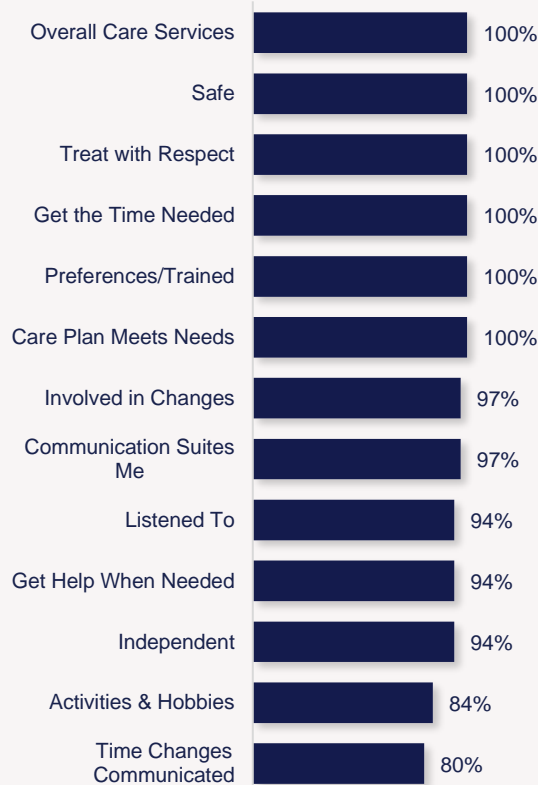 Overall Care Services 100%
Safe 100%
Treat with Respect 100%
Get the Time Needed 100%
Preferences/Trained 100%
Care Plan Meets Needs 100%
Involved in Changes 97%
Communication Suites
Me 97%
Listened To 94%
Get Help When Needed 94%
Independent 94%
Activities & Hobbies 84%
Time Changes
Communicated 80%